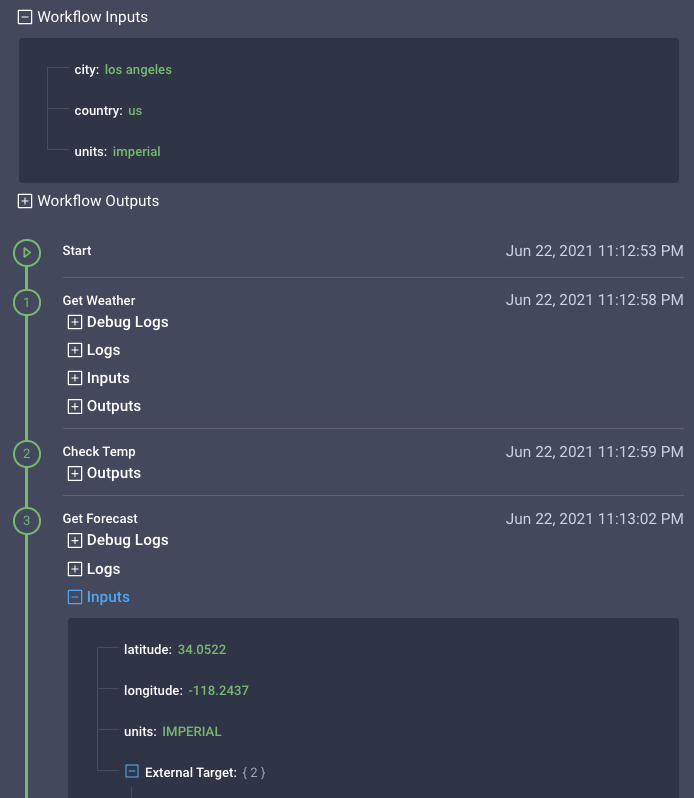 Workflow Inputs
city: los angeles
country: us
units: imperial
Workflow Outputs
Start Jun 22, 2021 11:12:53 PM
1 Get Weather Jun 22, 2021 11:12:58 PM
Debug Logs
Logs
Inputs
Outputs
2 Check Temp Jun 22, 2021 11:12:59 PM
Outputs
3 Get Forecast Jun 22, 2021 11:13:02 PM
Debug Logs
Logs
Inputs
latitude: 34.0522
longitude: -118.2437
units: IMPERIAL
External Target: { 2 }